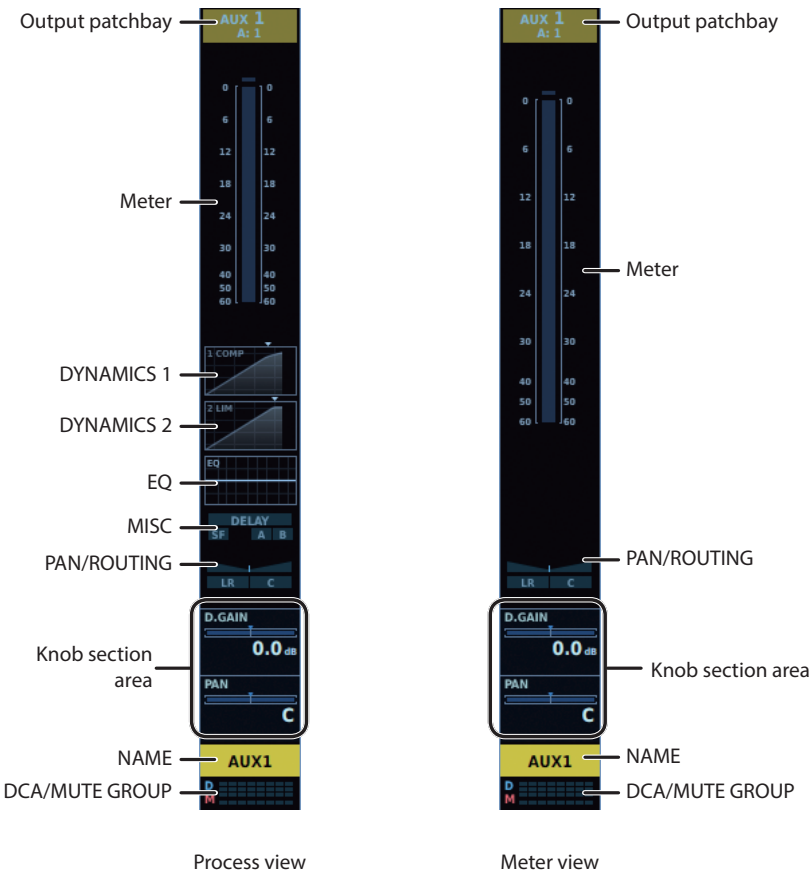 Output patchbay
AUX 1
A: 1
0 0
6 6
12 12
18 18
Meter
24 24
30 30
40 40
50 50
60 60
DYNAMICS 1
1 COMP
DYNAMICS 2
2 LIM
EQ
EQ
MISC
DELAY
SF A B
PAN/ROUTING
LR C
D.GAIN
0.0 dB
Knob section
area
PAN
C
NAME
AUX1
DCA/MUTE GROUP
D
M
Process view
AUX 1
A: 1
Output patchbay
0 0
6 6
12 12
18 18
Meter
24 24
30 30
40 40
50 50
60 60
PAN/ROUTING
LR C
D.GAIN
0.0 dB
Knob section area
PAN
C
AUX1
NAME
D
M
DCA/MUTE GROUP
Meter view